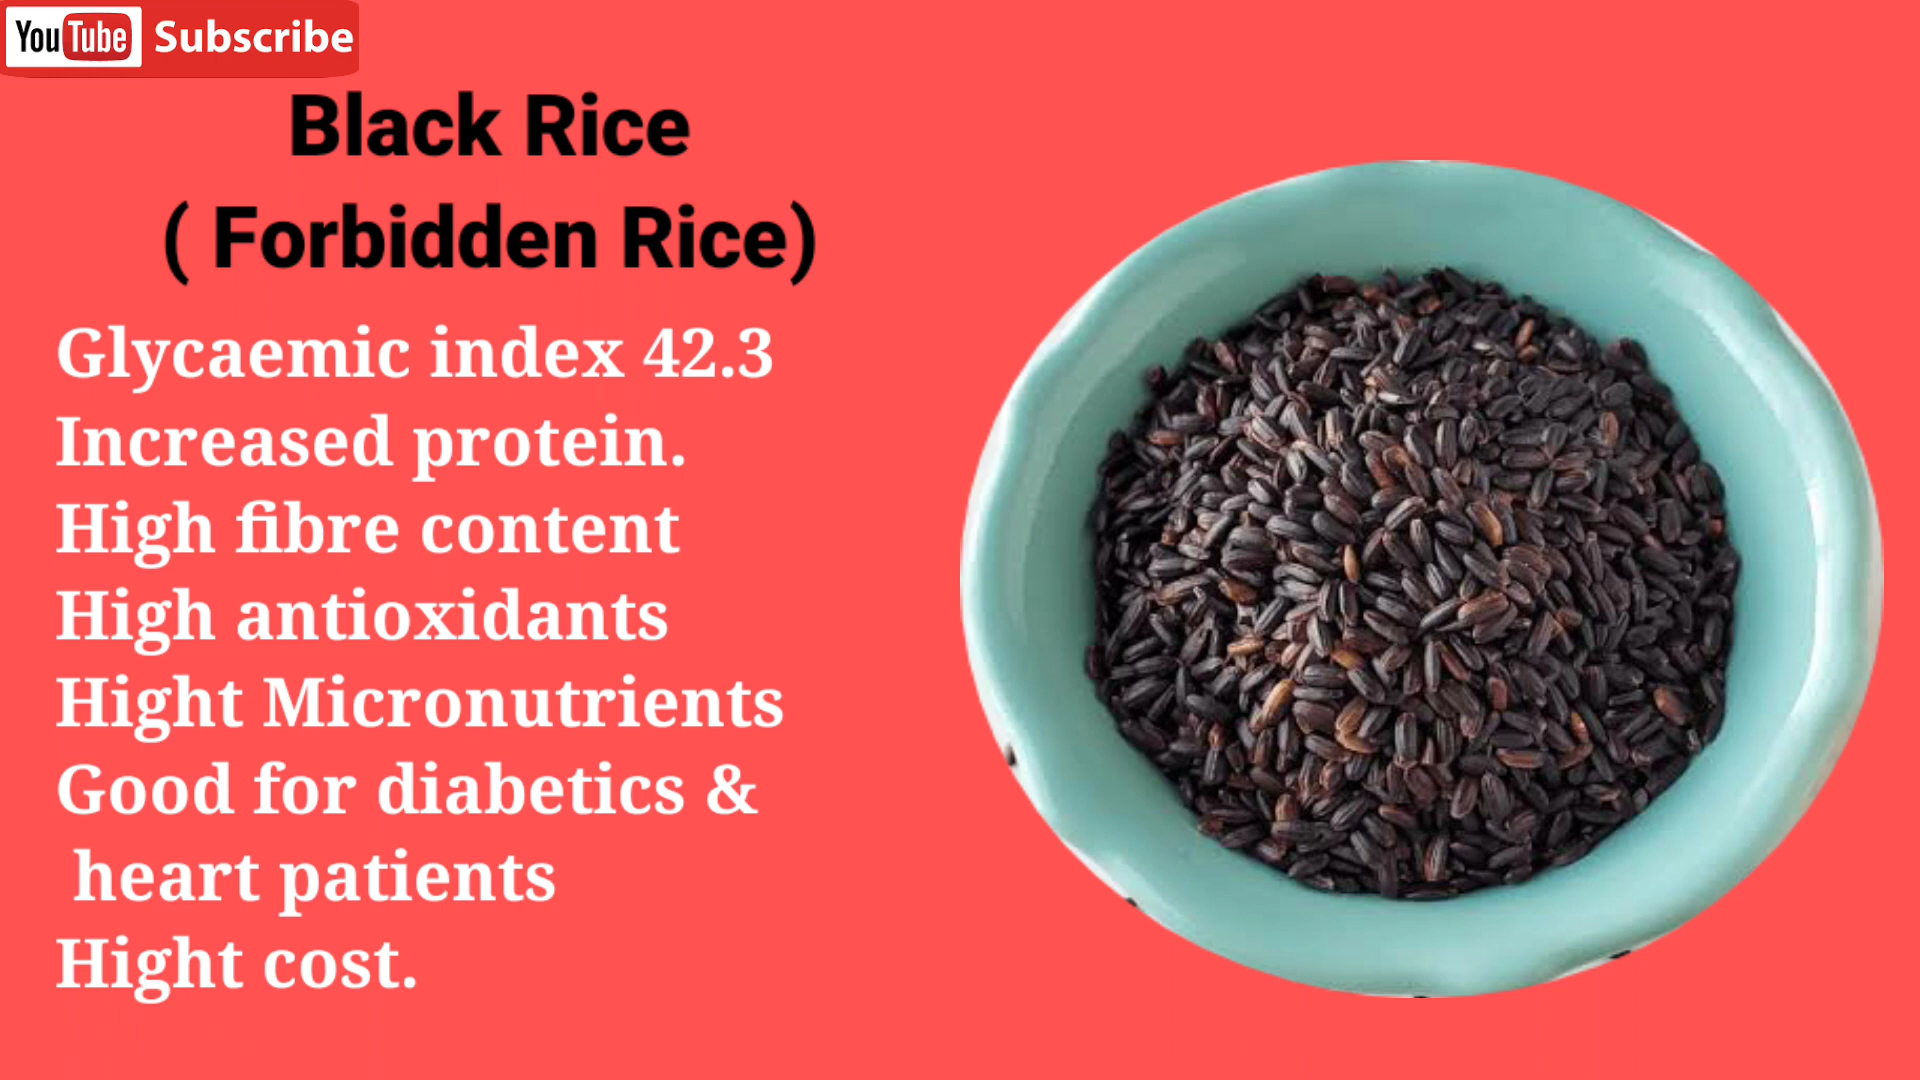 YouTube Subscribe
Black Rice
( Forbidden Rice)
Glycaemic index 42.3
Increased protein.
High fibre content
High antioxidants
Hight Micronutrients
Good for diabetics &
heart patients
Hight cost.